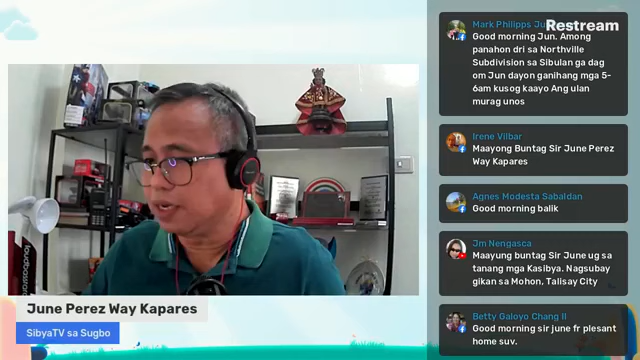 Restream
Mark Philipps
Good morning Jun. Among
panahon dri sa Northville
Subdivision sa Sibulan ga dag
om Jun dayon ganihang mga 5-
6am kusog kaayo Ang ulan
murag unos
Irene Vilbar
Maayong Buntag Sir June Perez
Way Kapares
Agnes Modesta Sabaldan
Good morning balik
Jm Nengasca
Maayung buntag Sir June ug sa
tanang mga Kasibya. Nagsubay
gikan sa Mohon, Talisay City
Betty Galoyo Chang II
Good morning sir june fr plesant
home suv.
June Perez Way Kapares
SibyaTV sa Sugbo